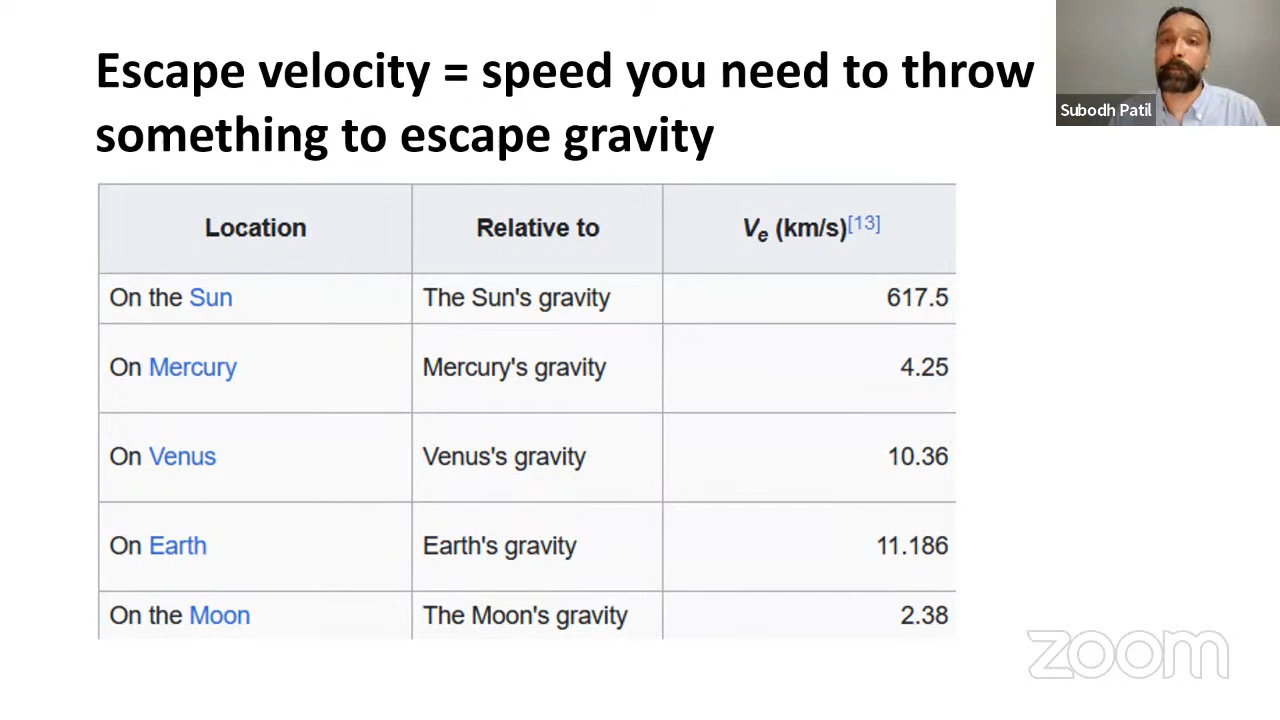 Escape velocity = speed you need to throw
something to escape gravity
Subodh Patil
Location Relative to Ve (km/s)[13]
On the Sun The Sun's gravity 617.5
On Mercury Mercury's gravity 4.25
On Venus Venus's gravity 10.36
On Earth Earth's gravity 11.186
On the Moon The Moon's gravity 2.38
zoom